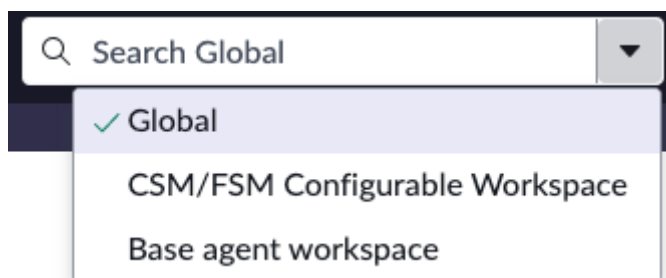 Search Global
Global
CSM/FSM Configurable Workspace
Base agent workspace